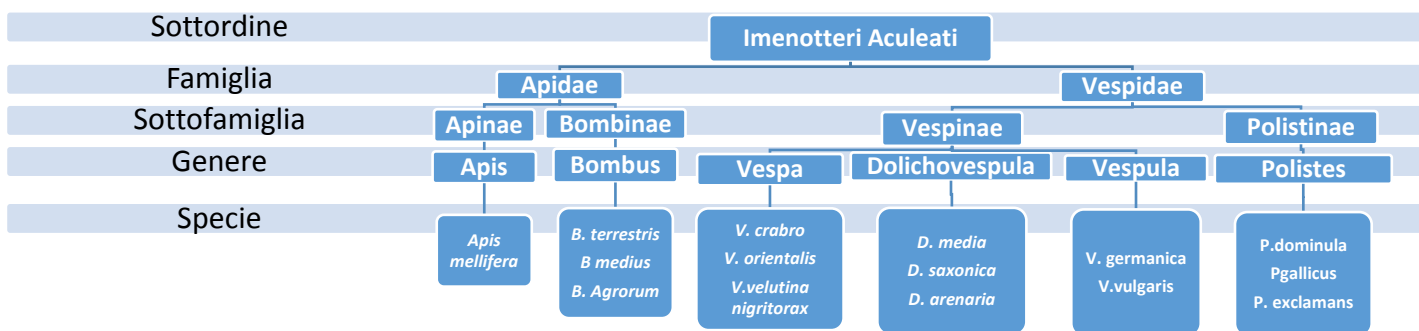 Sottordine
Imenotteri Aculeati
Famiglia
Apidae
Vespidae
Sottofamiglia
Apinae
Bombinae
Vespinae
Polistinae
Genere
Apis
Bombus
Vespa
Dolichovespula
Vespula
Polistes
Specie
Apis
mellifera
B. terrestris
B medius
B. Agrorum
V. crabro
V. orientalis
V.velutina
nigritorax
D. media
D. saxonica
D. arenaria
V. germanica
V.vulgaris
P.dominula
Pgallicus
P. exclamans